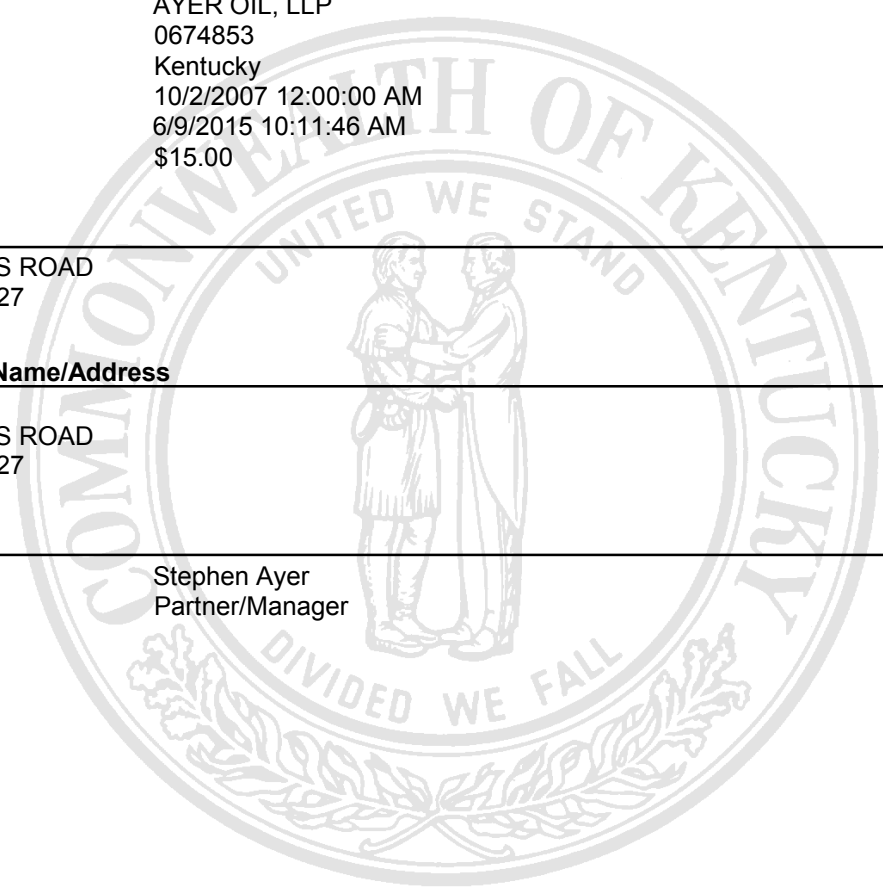 AYER OIL, LLP
0674853
Kentucky
10/2/2007 12:00:00 AM
6/9/2015 10:11:46 AM
$15.00
COMMONWEALTH OF KENTUCKY
UNITED WE STAND
S ROAD
27
Name/Address
S ROAD
27
Stephen Ayer
Partner/Manager
DIVIDED WE FALL